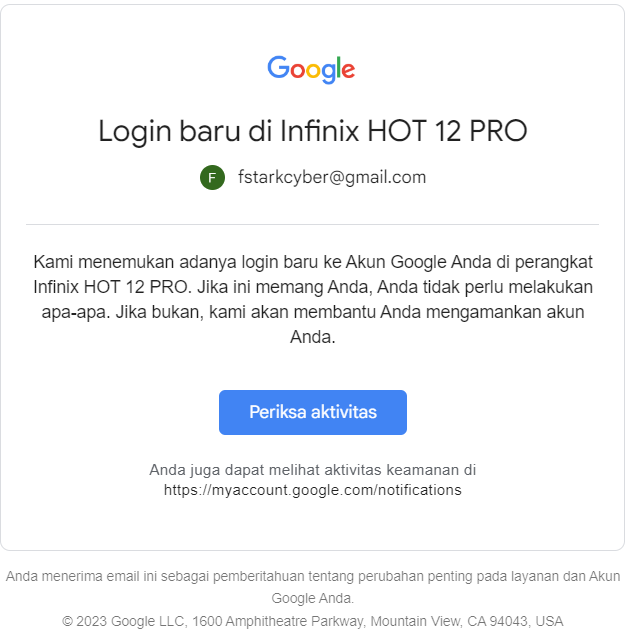 Google
Login baru di Infinix HOT 12 PRO
F fstarkcyber@gmail.com
Kami menemukan adanya login baru ke Akun Google Anda di perangkat
Infinix HOT 12 PRO. Jika ini memang Anda, Anda tidak perlu melakukan
apa-apa. Jika bukan, kami akan membantu Anda mengamankan akun
Anda.
Periksa aktivitas
Anda juga dapat melihat aktivitas keamanan di
https://myaccount.google.com/notifications
Anda menerima email ini sebagai pemberitahuan tentang perubahan penting pada layanan dan Akun
Google Anda.
© 2023 Google LLC, 1600 Amphitheatre Parkway, Mountain View, CA 94043, USA